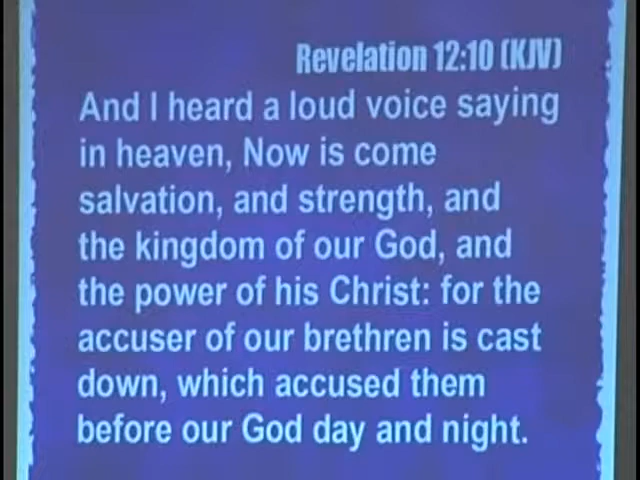 Revelation 12:10 (KJV)
And I heard a loud voice saying
in heaven, Now is come
salvation, and strength, and
the kingdom of our God, and
the power of his Christ: for the
accuser of our brethren is cast
down, which accused them
before our God day and night.